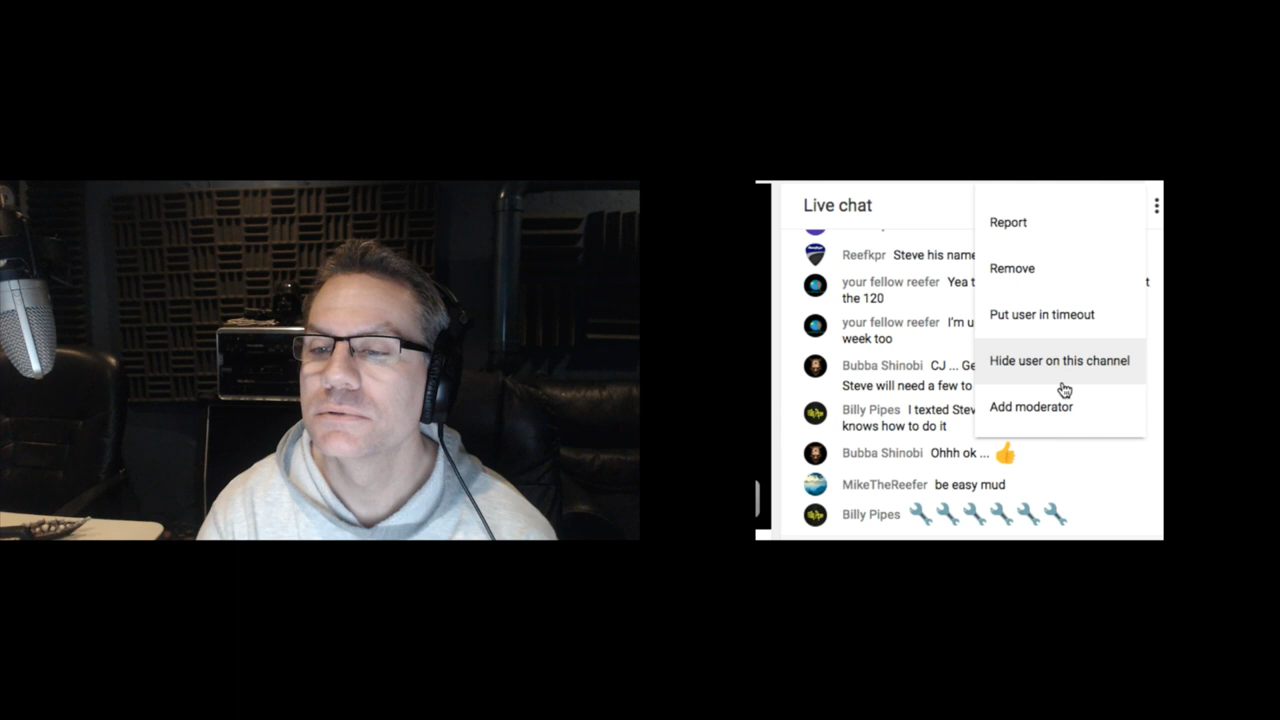 Live chat
Report
Remove
Put user in timeout
Hide user on this channel
Add moderator
Reefkpr Steve his name
your fellow reefer Yea t
the 120
your fellow reefer I'm u
week too
Bubba Shinobi CJ ... Ge
Steve will need a few to
Billy Pipes I texted Stev
knows how to do it
Bubba Shinobi Ohhh ok ... 👍
MikeTheReefer be easy mud
Billy Pipes 🔧🔧🔧🔧🔧🔧